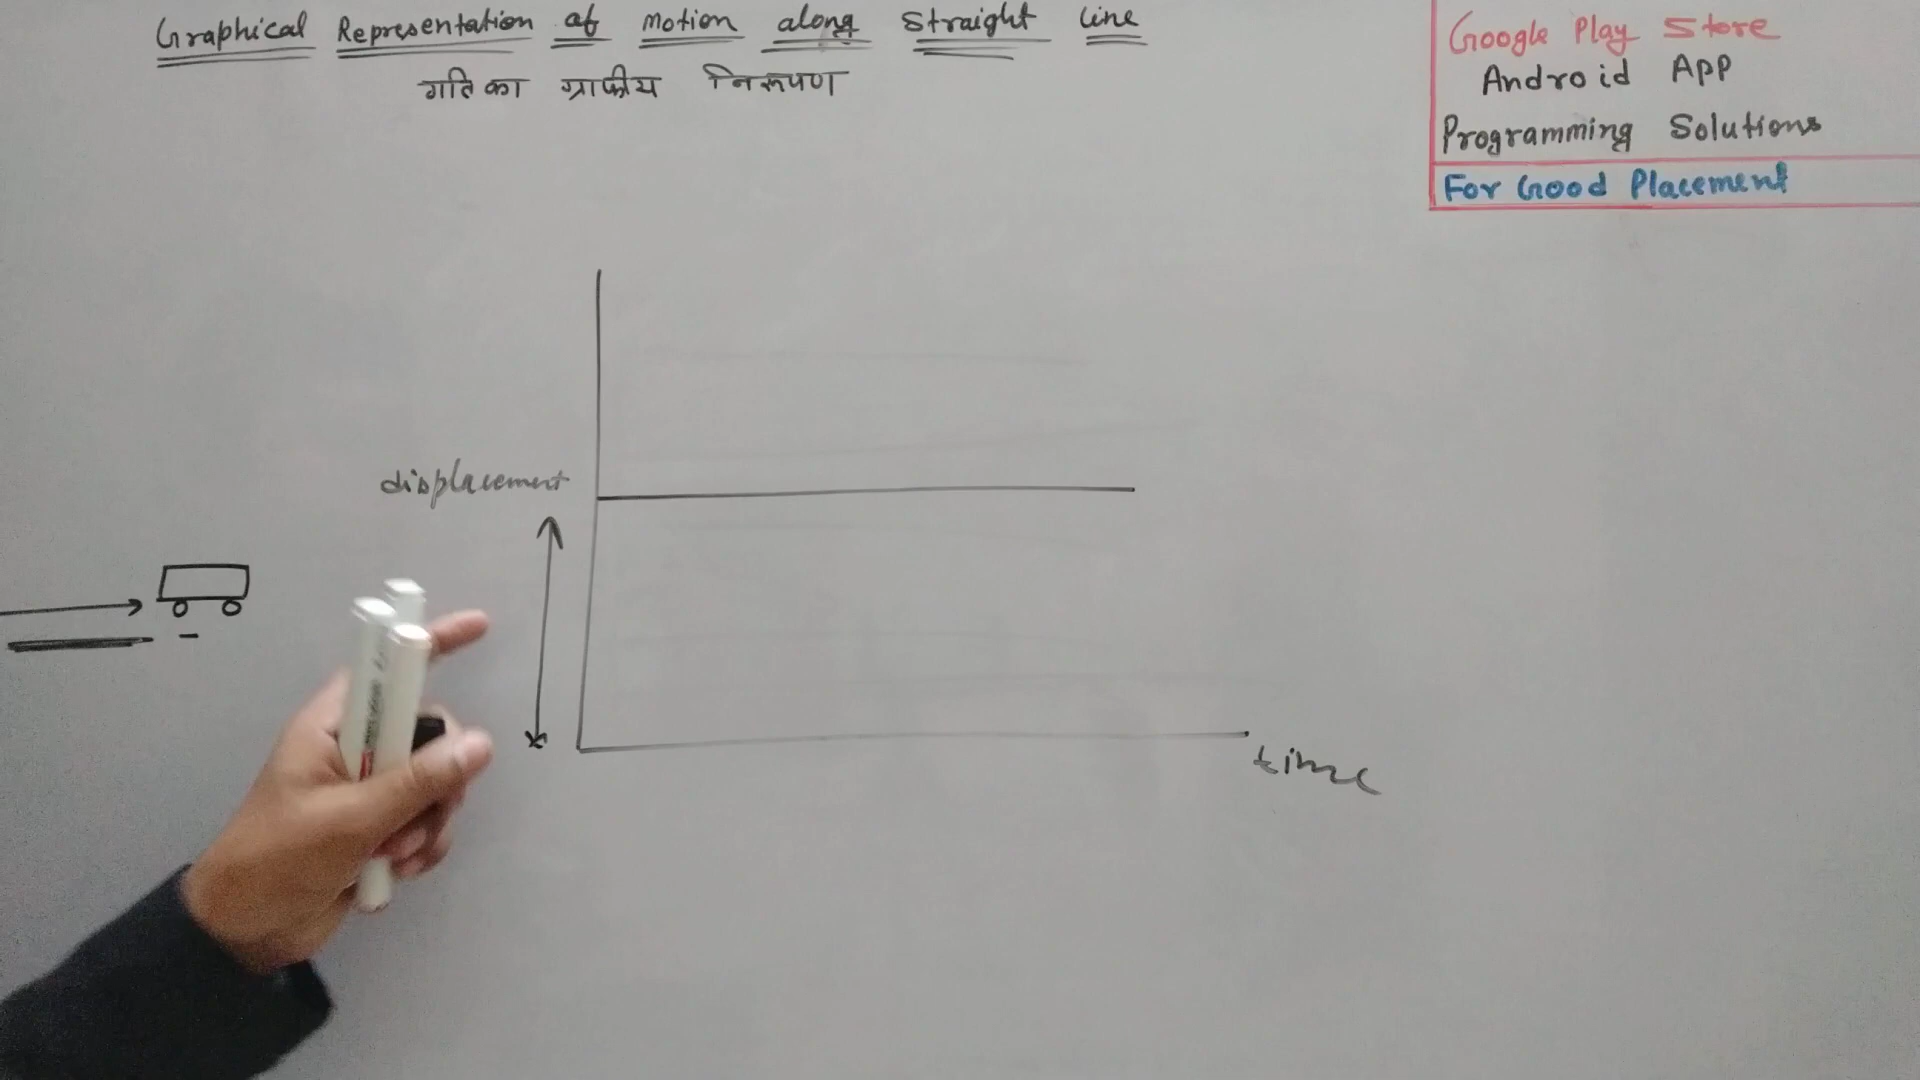 Graphical Representation of motion along Straight line
गति का ग्राफीय निरूपण
Google Play Store
Android APP
Programming Solutions
For Good Placement
displacement
time